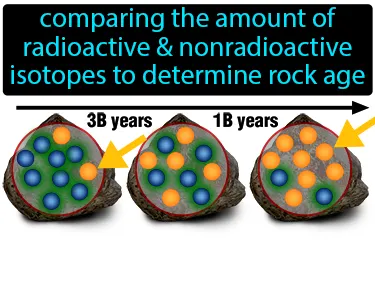 comparing the amount of
radioactive & nonradioactive
isotopes to determine rock age
3B years 1B years